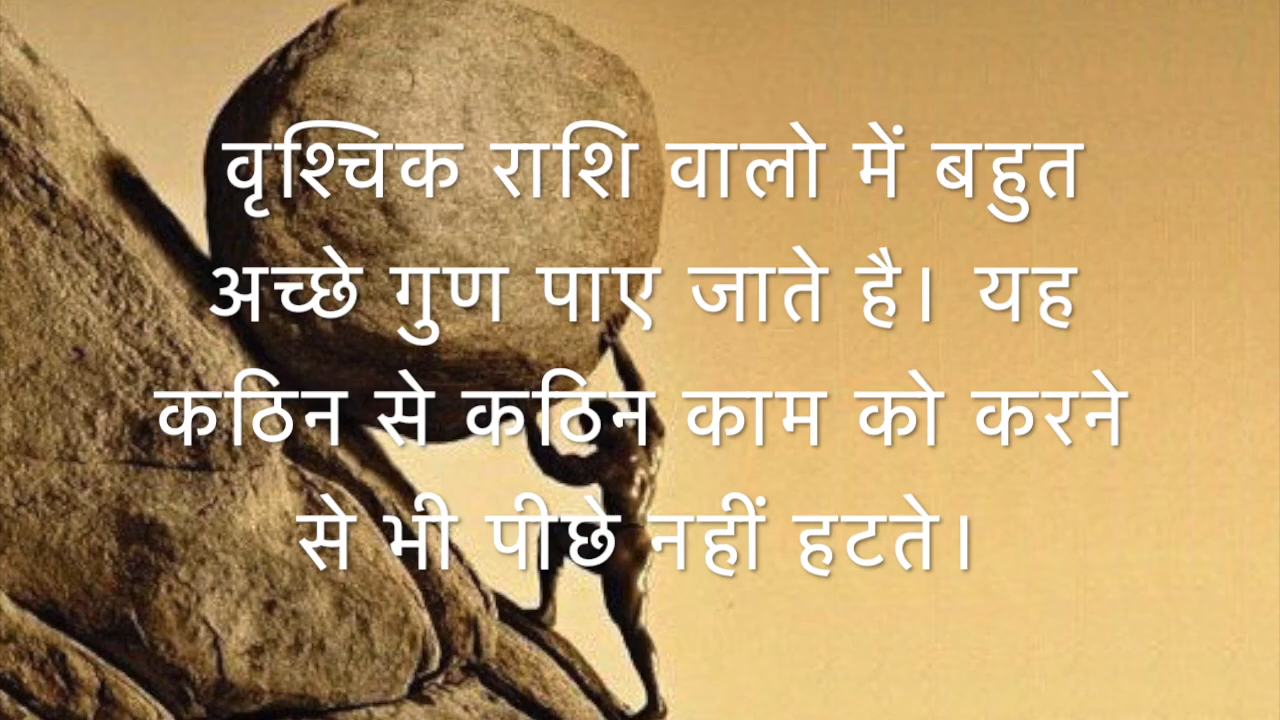 वृश्चिक राशि वालो में बहुत
अच्छे गुण पाए जाते है। यह
कठिन से कठिन काम को करने
से भी पीछे नहीं हटते।